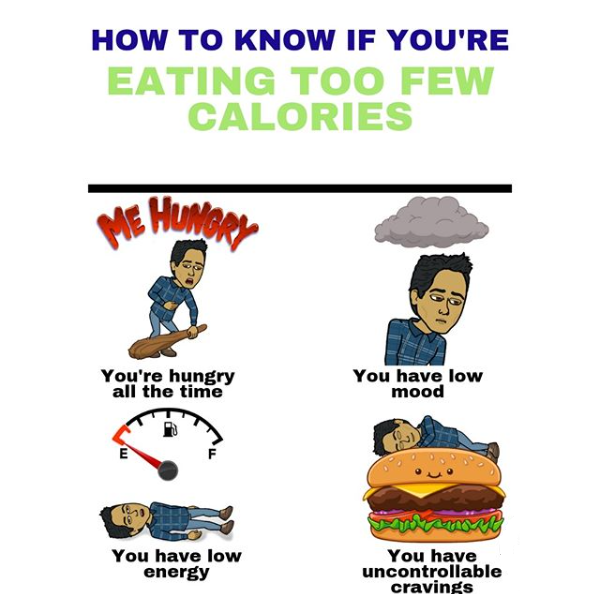 HOW TO KNOW IF YOU'RE
EATING TOO FEW
CALORIES
ME HUNGRY
You're hungry
all the time
You have low
mood
E
F
You have low
energy
You have
uncontrollable
cravings